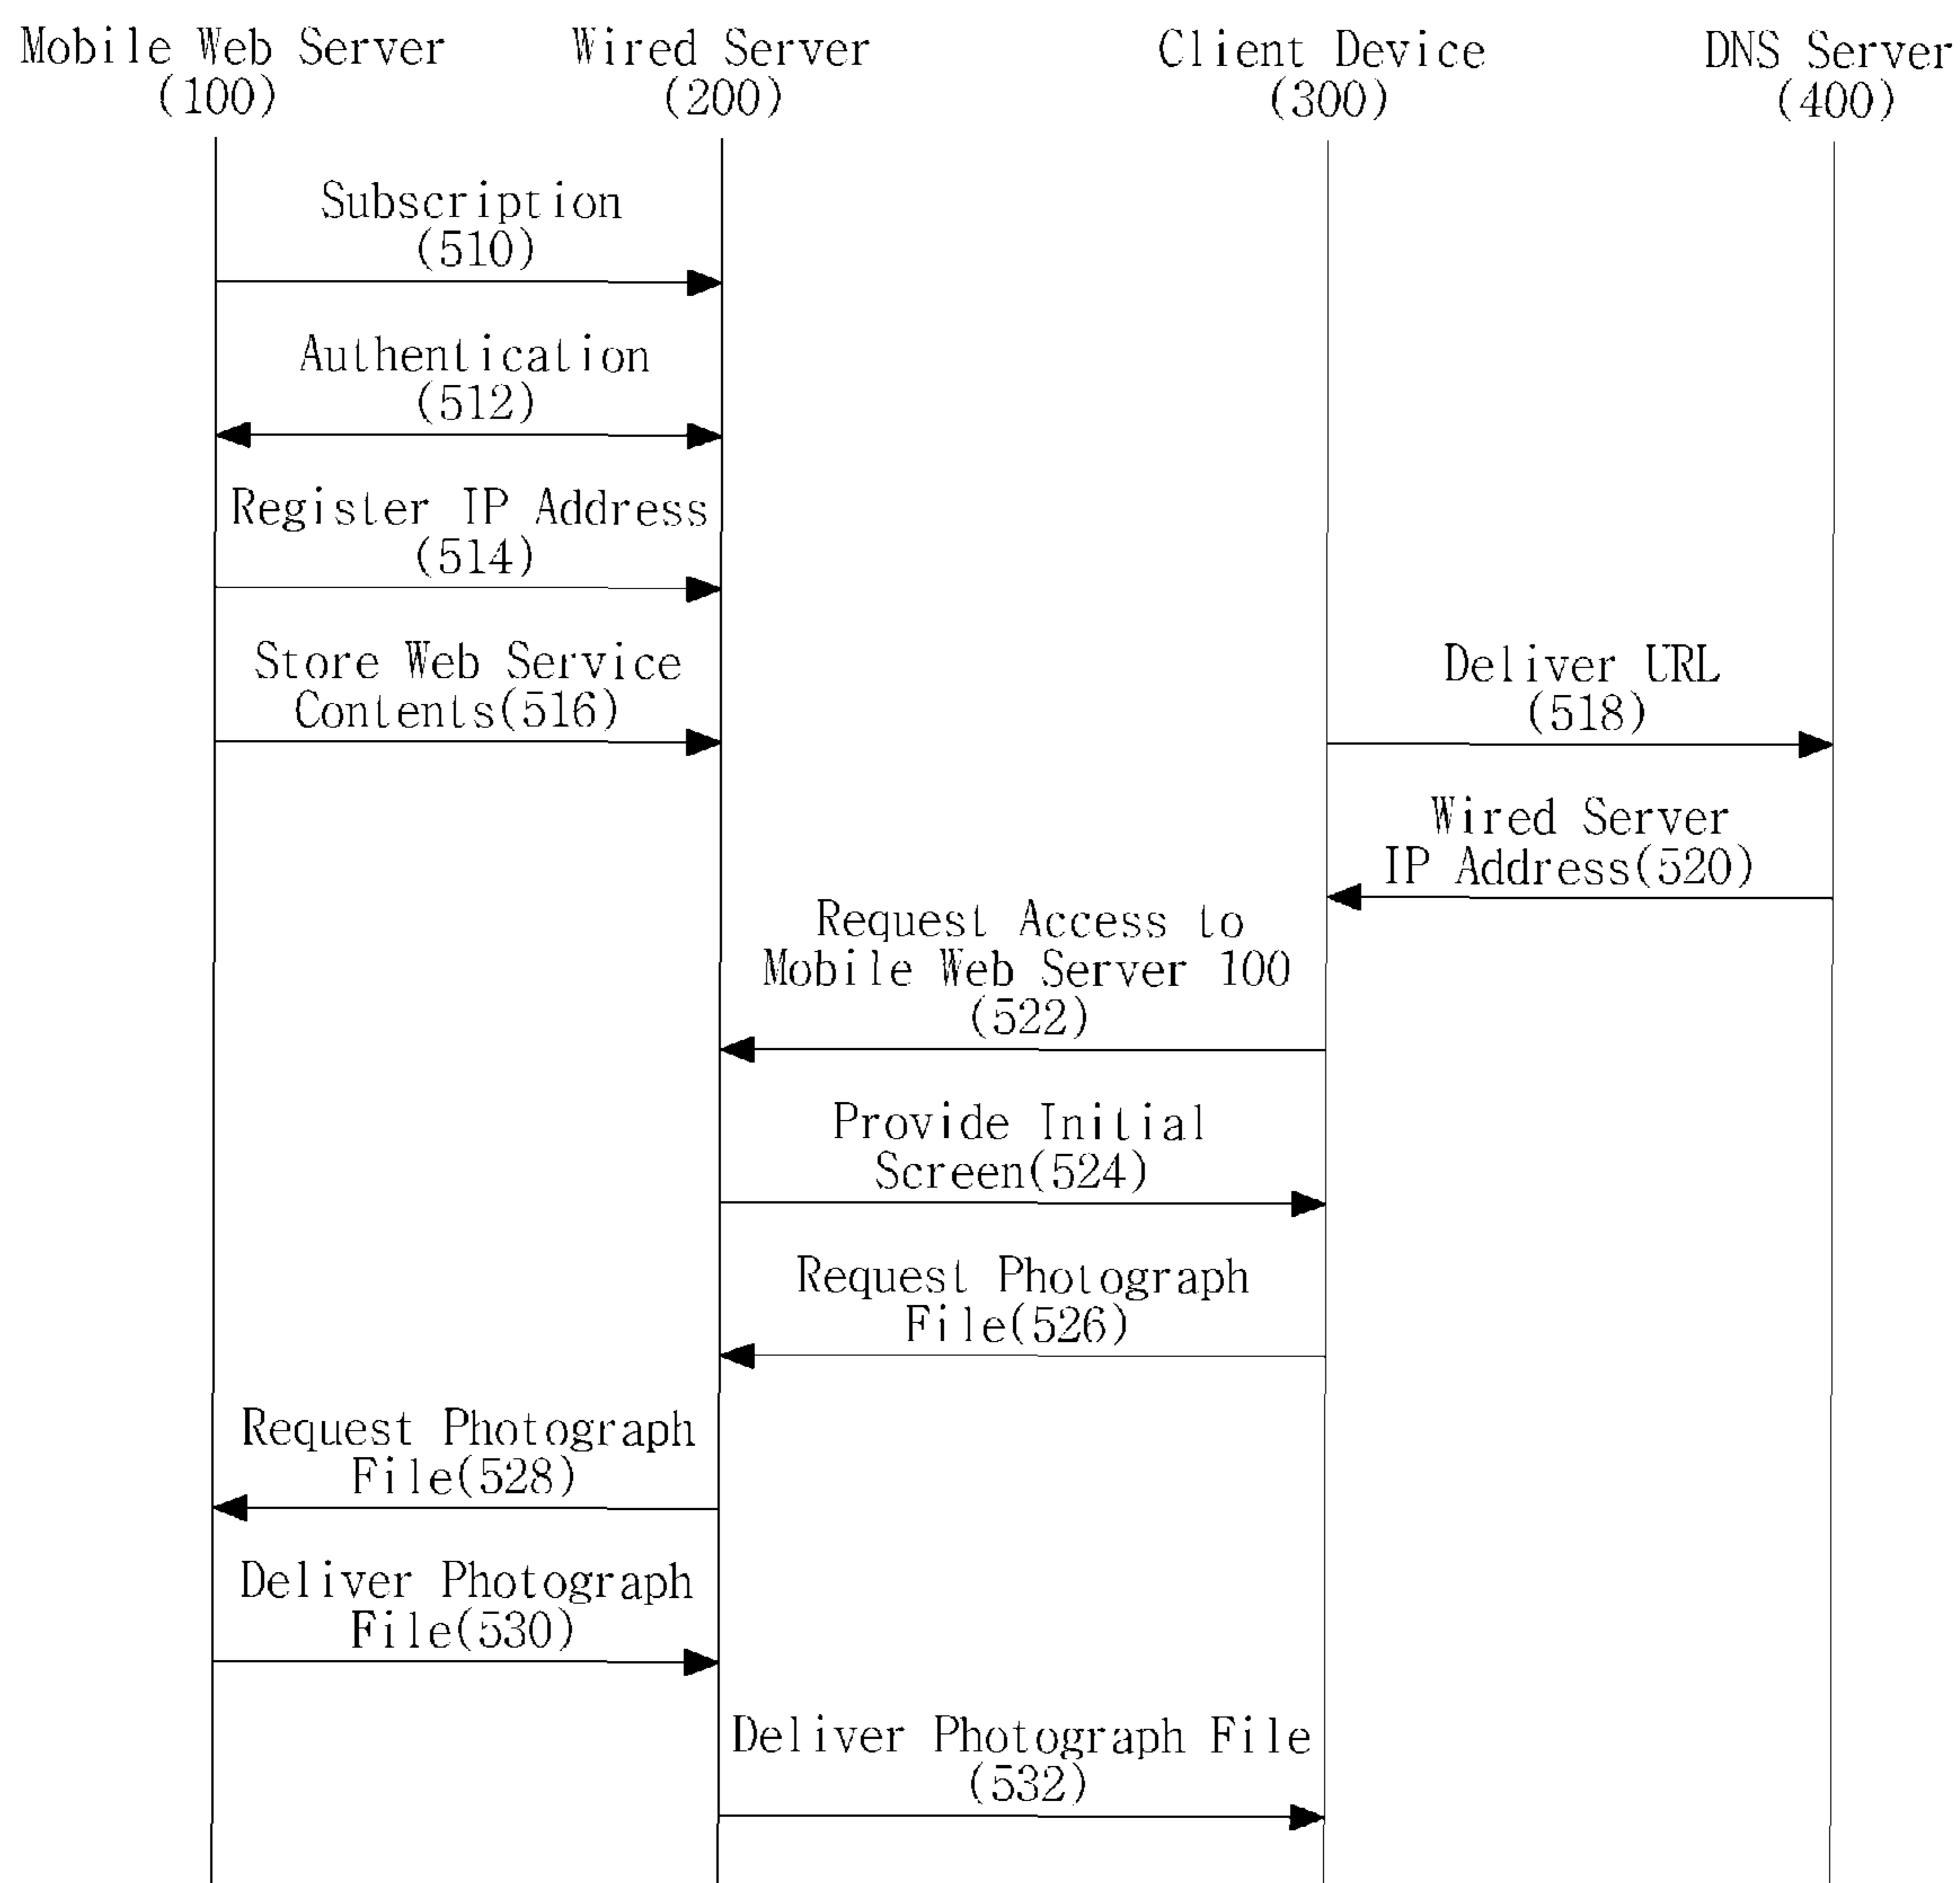 Mobile Web Server
(100)
Wired Server
(200)
Client Device
(300)
DNS Server
(400)
Subscription
(510)
Authentication
(512)
Register IP Address
(514)
Store Web Service
Contents(516)
Deliver URL
(518)
Wired Server
IP Address(520)
Request Access to
Mobile Web Server 100
(522)
Provide Initial
Screen(524)
Request Photograph
File(526)
Request Photograph
File(528)
Deliver Photograph
File(530)
Deliver Photograph File
(532)